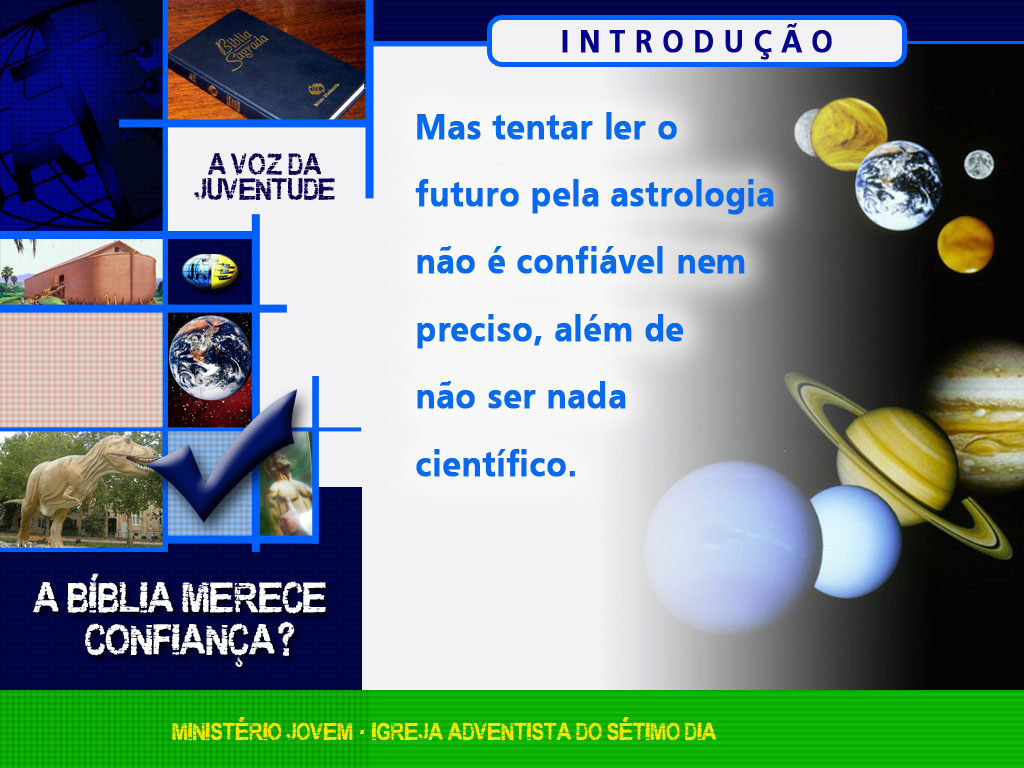 INTRODUÇÃO
Bíblia
Sagrada
A VOZ DA
JUVENTUDE
Mas tentar ler o
futuro pela astrologia
não é confiável nem
preciso, além de
não ser nada
científico.
A BÍBLIA MERECE
CONFIANÇA?
MINISTÉRIO JOVEM - IGREJA ADVENTISTA DO SÉTIMO DIA